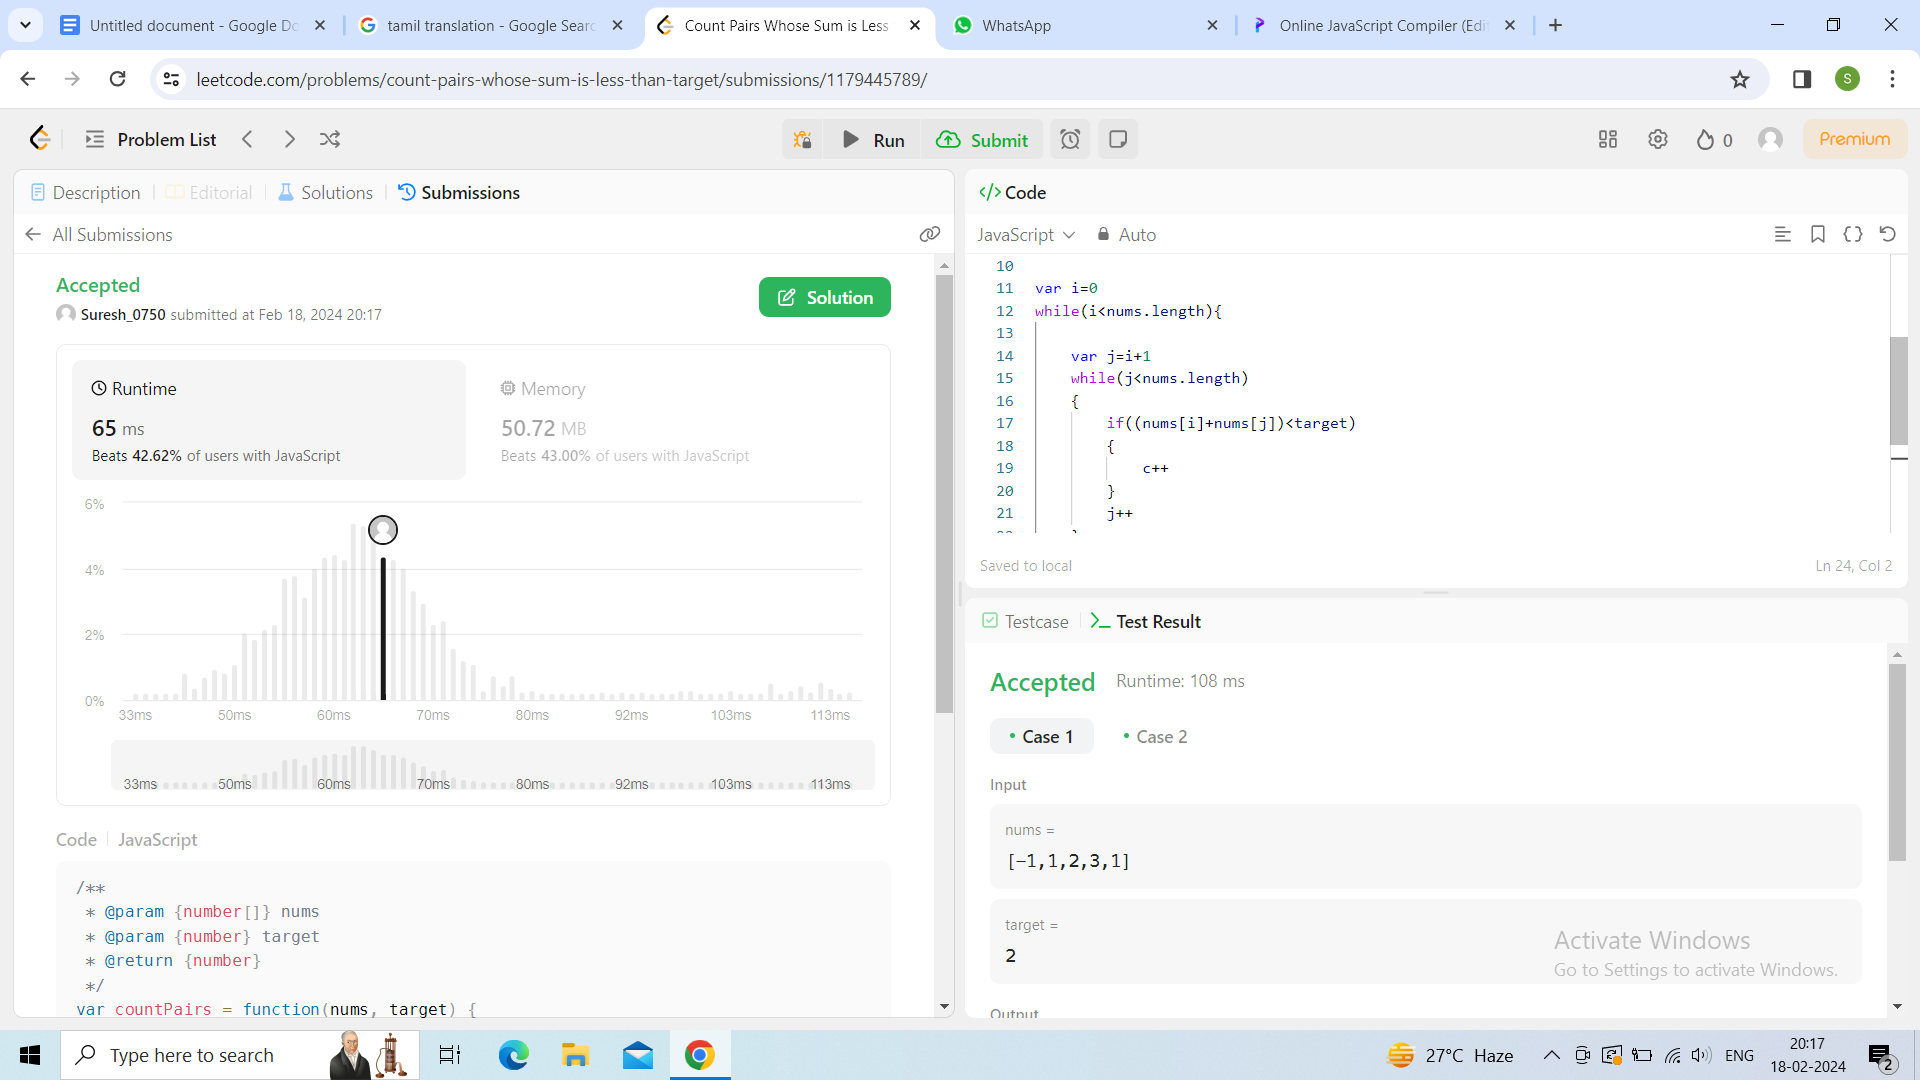 Untitled document - Google Do
tamil translation - Google Searc
Count Pairs Whose Sum is Less
WhatsApp
Online JavaScript Compiler (Edit
leetcode.com/problems/count-pairs-whose-sum-is-less-than-target/submissions/1179445789/
S
Problem List
Run
Submit
0
Premium
Description
Editorial
Solutions
Submissions
All Submissions
Accepted
Suresh_0750 submitted at Feb 18, 2024 20:17
Solution
Runtime
65 ms
Beats 42.62% of users with JavaScript
Memory
50.72 MB
Beats 43.00% of users with JavaScript
6%
4%
2%
0%
33ms 50ms 60ms 70ms 80ms 92ms 103ms 113ms
33ms 50ms 60ms 70ms 80ms 92ms 103ms 113ms
Code JavaScript
/**
* @param {number[]} nums
* @param {number} target
* @return {number}
*/
var countPairs = function(nums, target) {
</> Code
JavaScript Auto
10
11 var i=0
12 while(i<nums.length){
13
14 var j=i+1
15 while(j<nums.length)
16 {
17 if((nums[i]+nums[j])<target)
18 {
19 c++
20 }
21 j++
Saved to local
Ln 24, Col 2
Testcase
Test Result
Accepted Runtime: 108 ms
Case 1 Case 2
Input
nums =
[-1,1,2,3,1]
target =
2
Output
Activate Windows
Go to Settings to activate Windows.
Type here to search
27°C Haze
ENG
20:17
18-02-2024
2